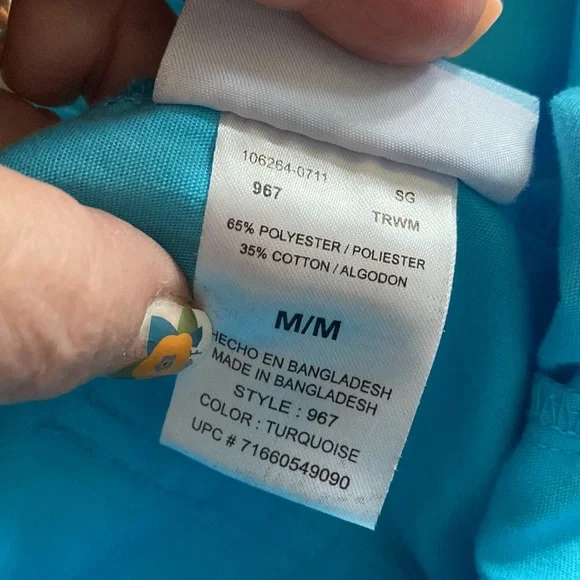 106264-0711
967 SG
TRWM
65% POLYESTER / POLIESTER
35% COTTON / ALGODON
M/M
HECHO EN BANGLADESH
MADE IN BANGLADESH
STYLE : 967
COLOR : TURQUOISE
UPC # 71660549090